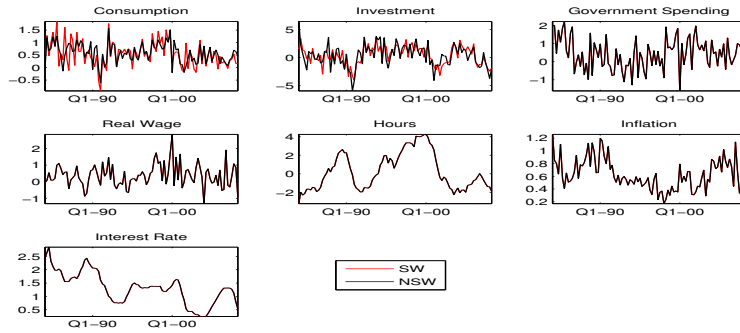 Consumption
Investment
Government Spending
1.5
1
0.5
0
−0.5
Q1−90
Q1−00
5
0
−5
Q1−90
Q1−00
2
1
0
−1
Q1−90
Q1−00
Real Wage
Hours
Inflation
2
1
0
−1
Q1−90
Q1−00
4
2
0
−2
Q1−90
Q1−00
1.2
1
0.8
0.6
0.4
0.2
Q1−90
Q1−00
Interest Rate
2.5
2
1.5
1
0.5
Q1−90
Q1−00
SW
NSW